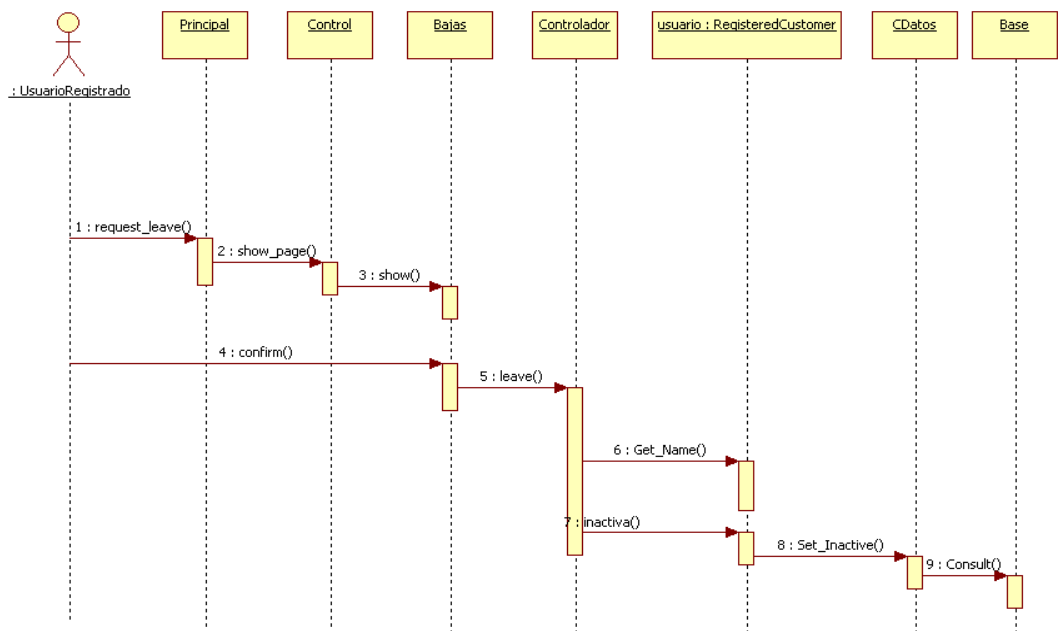 Principal
Control
Bajas
Controlador
usuario : RegisteredCustomer
CDatos
Base
: UsuarioRegistrado
1 : request_leave()
2 : show_page()
3 : show()
4 : confirm()
5 : leave()
6 : Get_Name()
7 : inactiva()
8 : Set_Inactive()
9 : Consult()